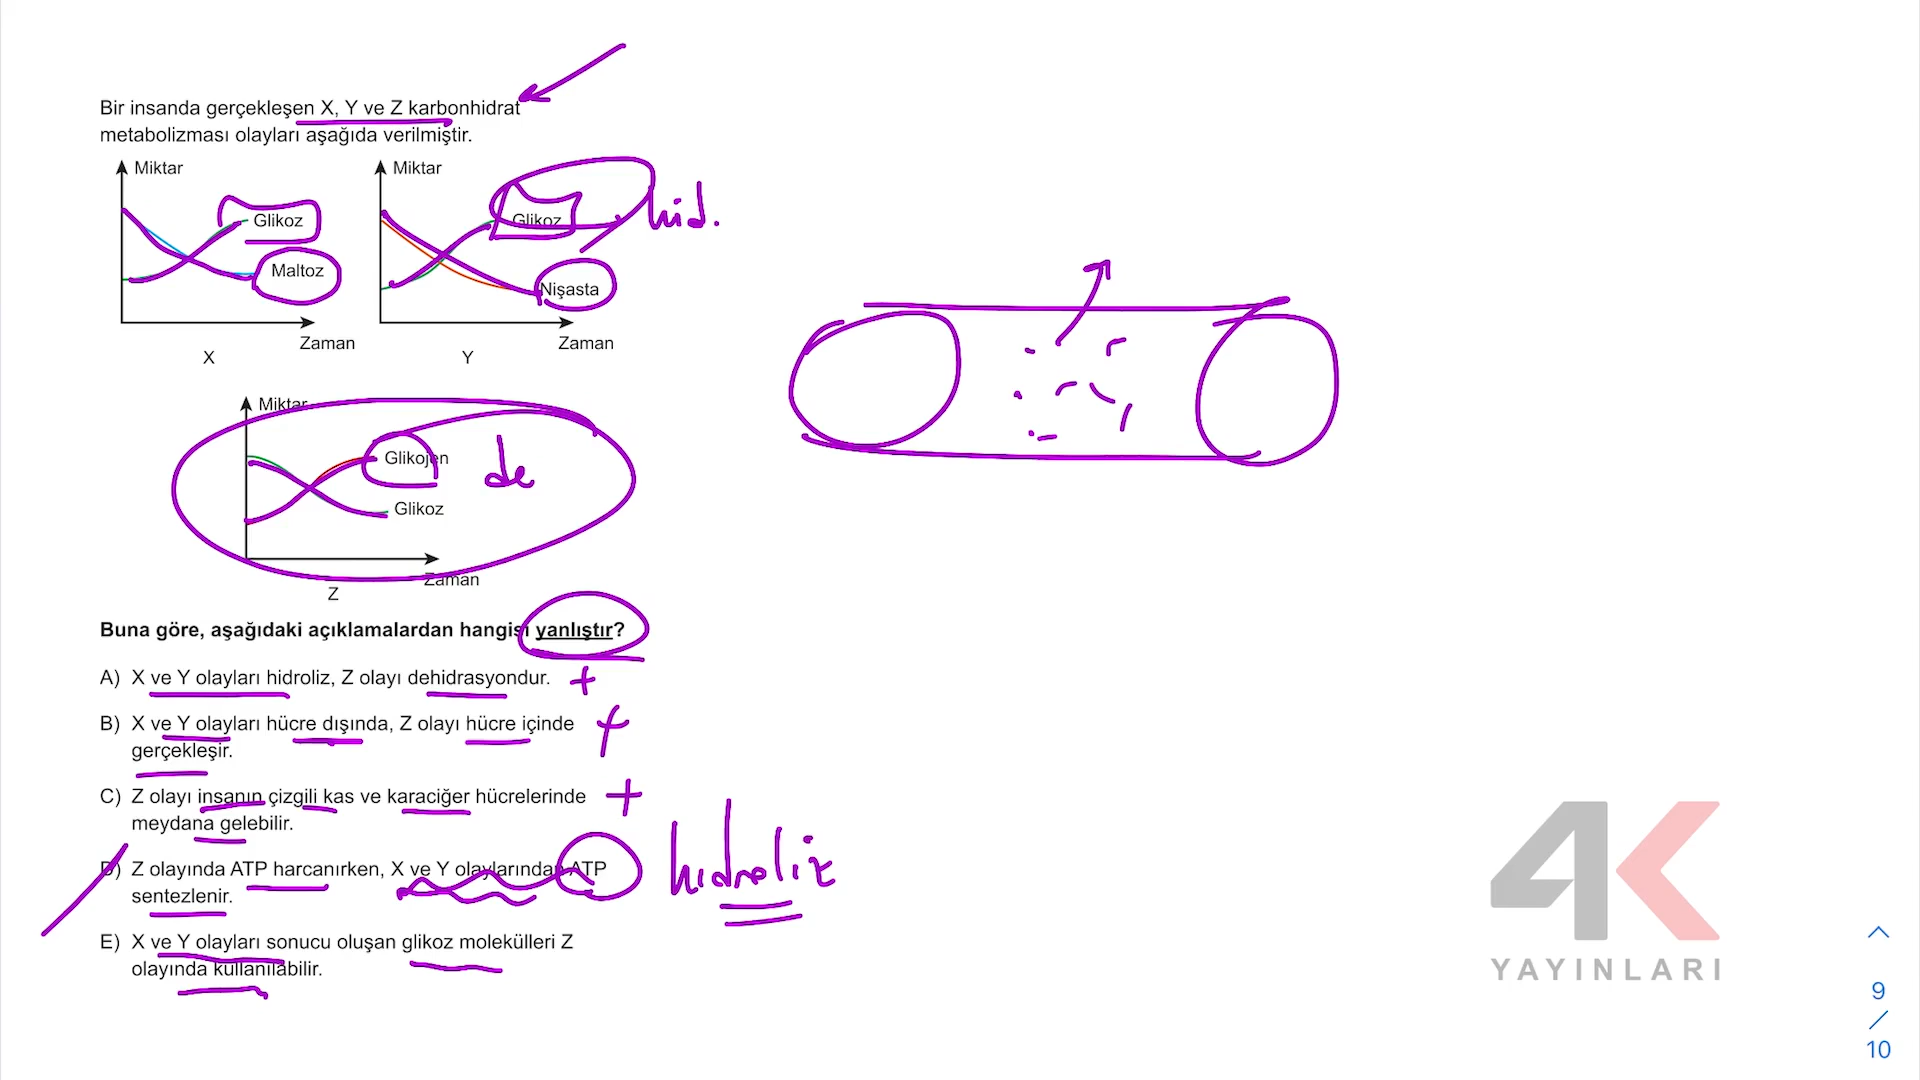 Bir insanda gerçekleşen X, Y ve Z karbonhidrat
metabolizması olayları aşağıda verilmiştir.
Miktar
Glikoz
Maltoz
Zaman
X
Miktar
Glikoz
hid.
Nişasta
Zaman
Y
Miktar
Glikojen
de
Glikoz
Zaman
Z
Buna göre, aşağıdaki açıklamalardan hangisi yanlıştır?
A) X ve Y olayları hidroliz, Z olayı dehidrasyondur. +
B) X ve Y olayları hücre dışında, Z olayı hücre içinde +
gerçekleşir.
C) Z olayı insanın çizgili kas ve karaciğer hücrelerinde +
meydana gelebilir.
D) Z olayında ATP harcanırken, X ve Y olaylarından ATP
sentezlenir.
hidroliz
E) X ve Y olayları sonucu oluşan glikoz molekülleri Z
olayında kullanılabilir.
4K
YAYINLARI
9
/
10